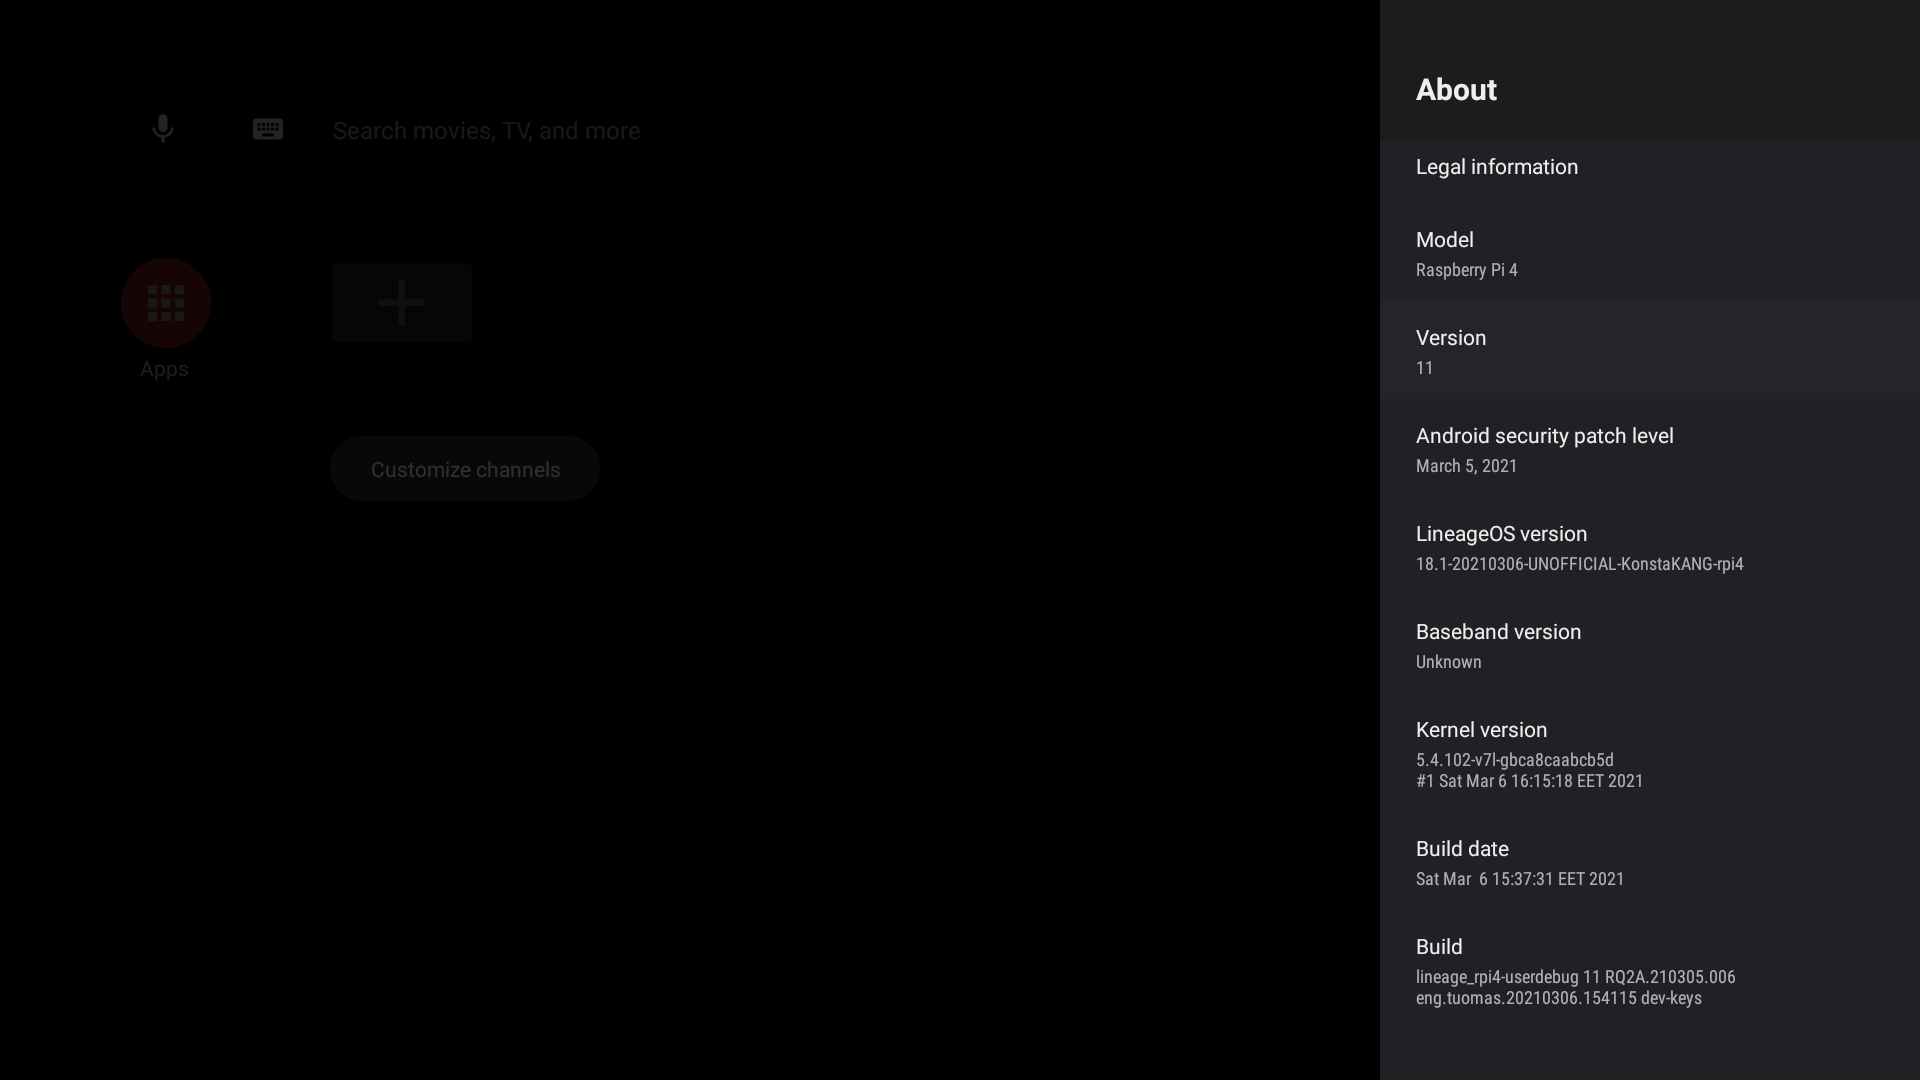 Search movies, TV, and more
Apps
Customize channels
About
Legal information
Model
Raspberry Pi 4
Version
11
Android security patch level
March 5, 2021
LineageOS version
18.1-20210306-UNOFFICIAL-KonstaKANG-rpi4
Baseband version
Unknown
Kernel version
5.4.102-v7l-gbca8caabcb5d
#1 Sat Mar 6 16:15:18 EET 2021
Build date
Sat Mar  6 15:37:31 EET 2021
Build
lineage_rpi4-userdebug 11 RQ2A.210305.006
eng.tuomas.20210306.154115 dev-keys